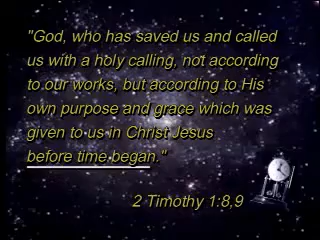 "God, who has saved us and called
us with a holy calling, not according
to our works, but according to His
own purpose and grace which was
given to us in Christ Jesus
before time began."
2 Timothy 1:8,9